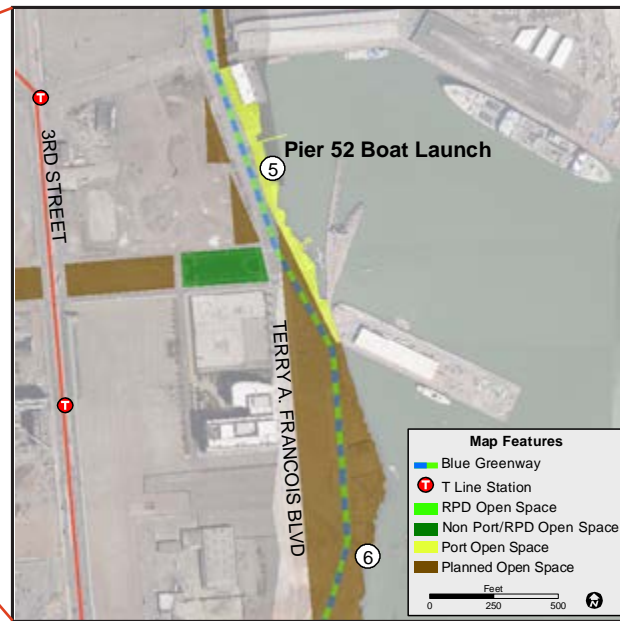 T
3RD STREET
5
Pier 52 Boat Launch
TERRY A. FRANCOIS BLVD
T
6
Map Features
Blue Greenway
T T Line Station
RPD Open Space
Non Port/RPD Open Space
Port Open Space
Planned Open Space
Feet
0 250 500
N